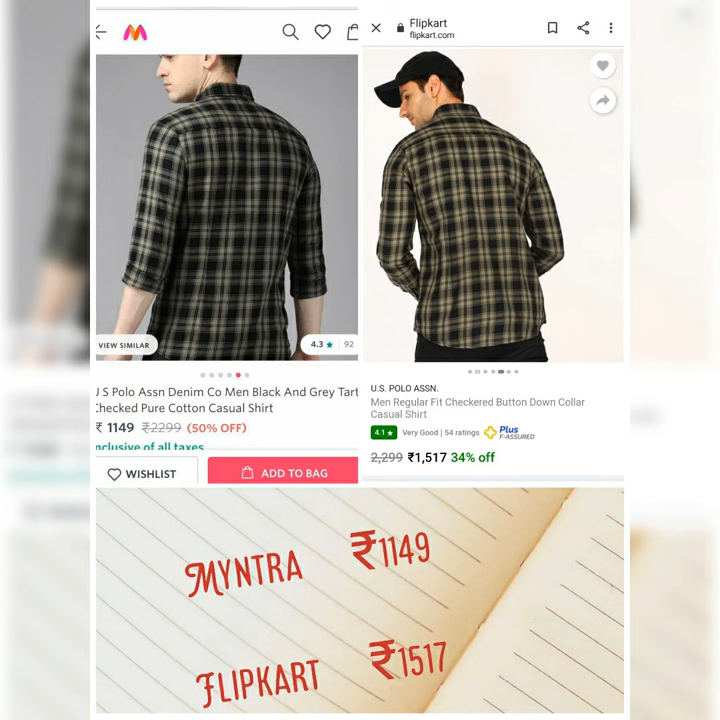 Flipkart
flipkart.com
VIEW SIMILAR
4.3 ★ | 92
S Polo Assn Denim Co Men Black And Grey Tart
Checked Pure Cotton Casual Shirt
₹ 1149 ₹2299 (50% OFF)
inclusive of all taxes
WISHLIST
ADD TO BAG
U.S. POLO ASSN.
Men Regular Fit Checkered Button Down Collar
Casual Shirt
4.1 ★ Very Good | 54 ratings Plus
F-ASSURED
2,299 ₹1,517 34% off
MYNTRA ₹1149
FLIPKART ₹1517